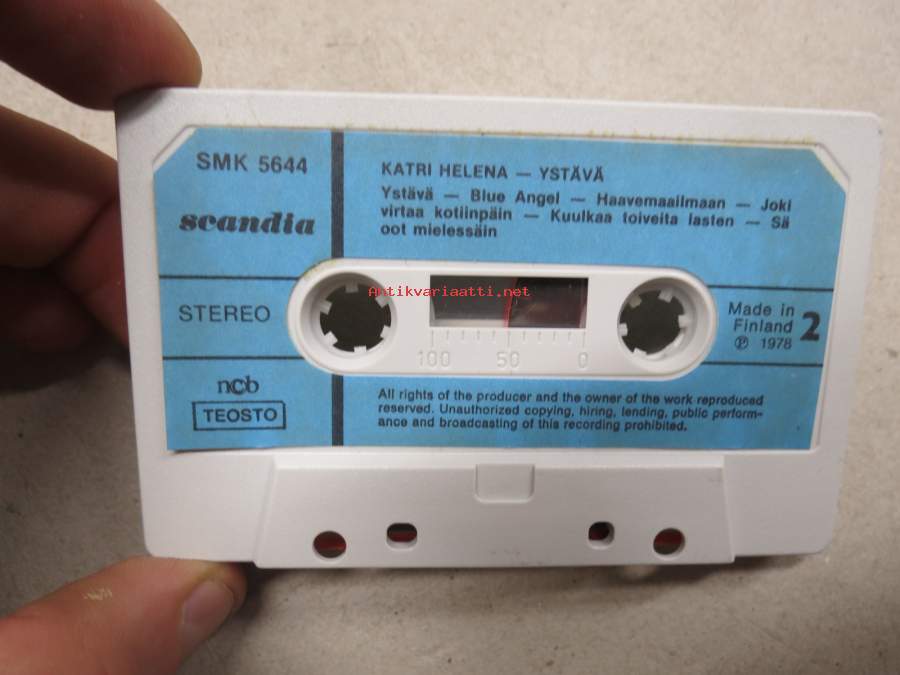 SMK 5644
scandia
STEREO
ncb
TEOSTO
KATRI HELENA — YSTÄVÄ
Ystävä — Blue Angel — Haavemaailmaan — Joki
virtaa kotiinpäin — Kuulkaa toiveita lasten — Sä
oot mielessäin
Antikvariaatti.net
100 50 0
Made in
Finland
℗ 1978
2
All rights of the producer and the owner of the work reproduced
reserved. Unauthorized copying, hiring, lending, public perform-
ance and broadcasting of this recording prohibited.